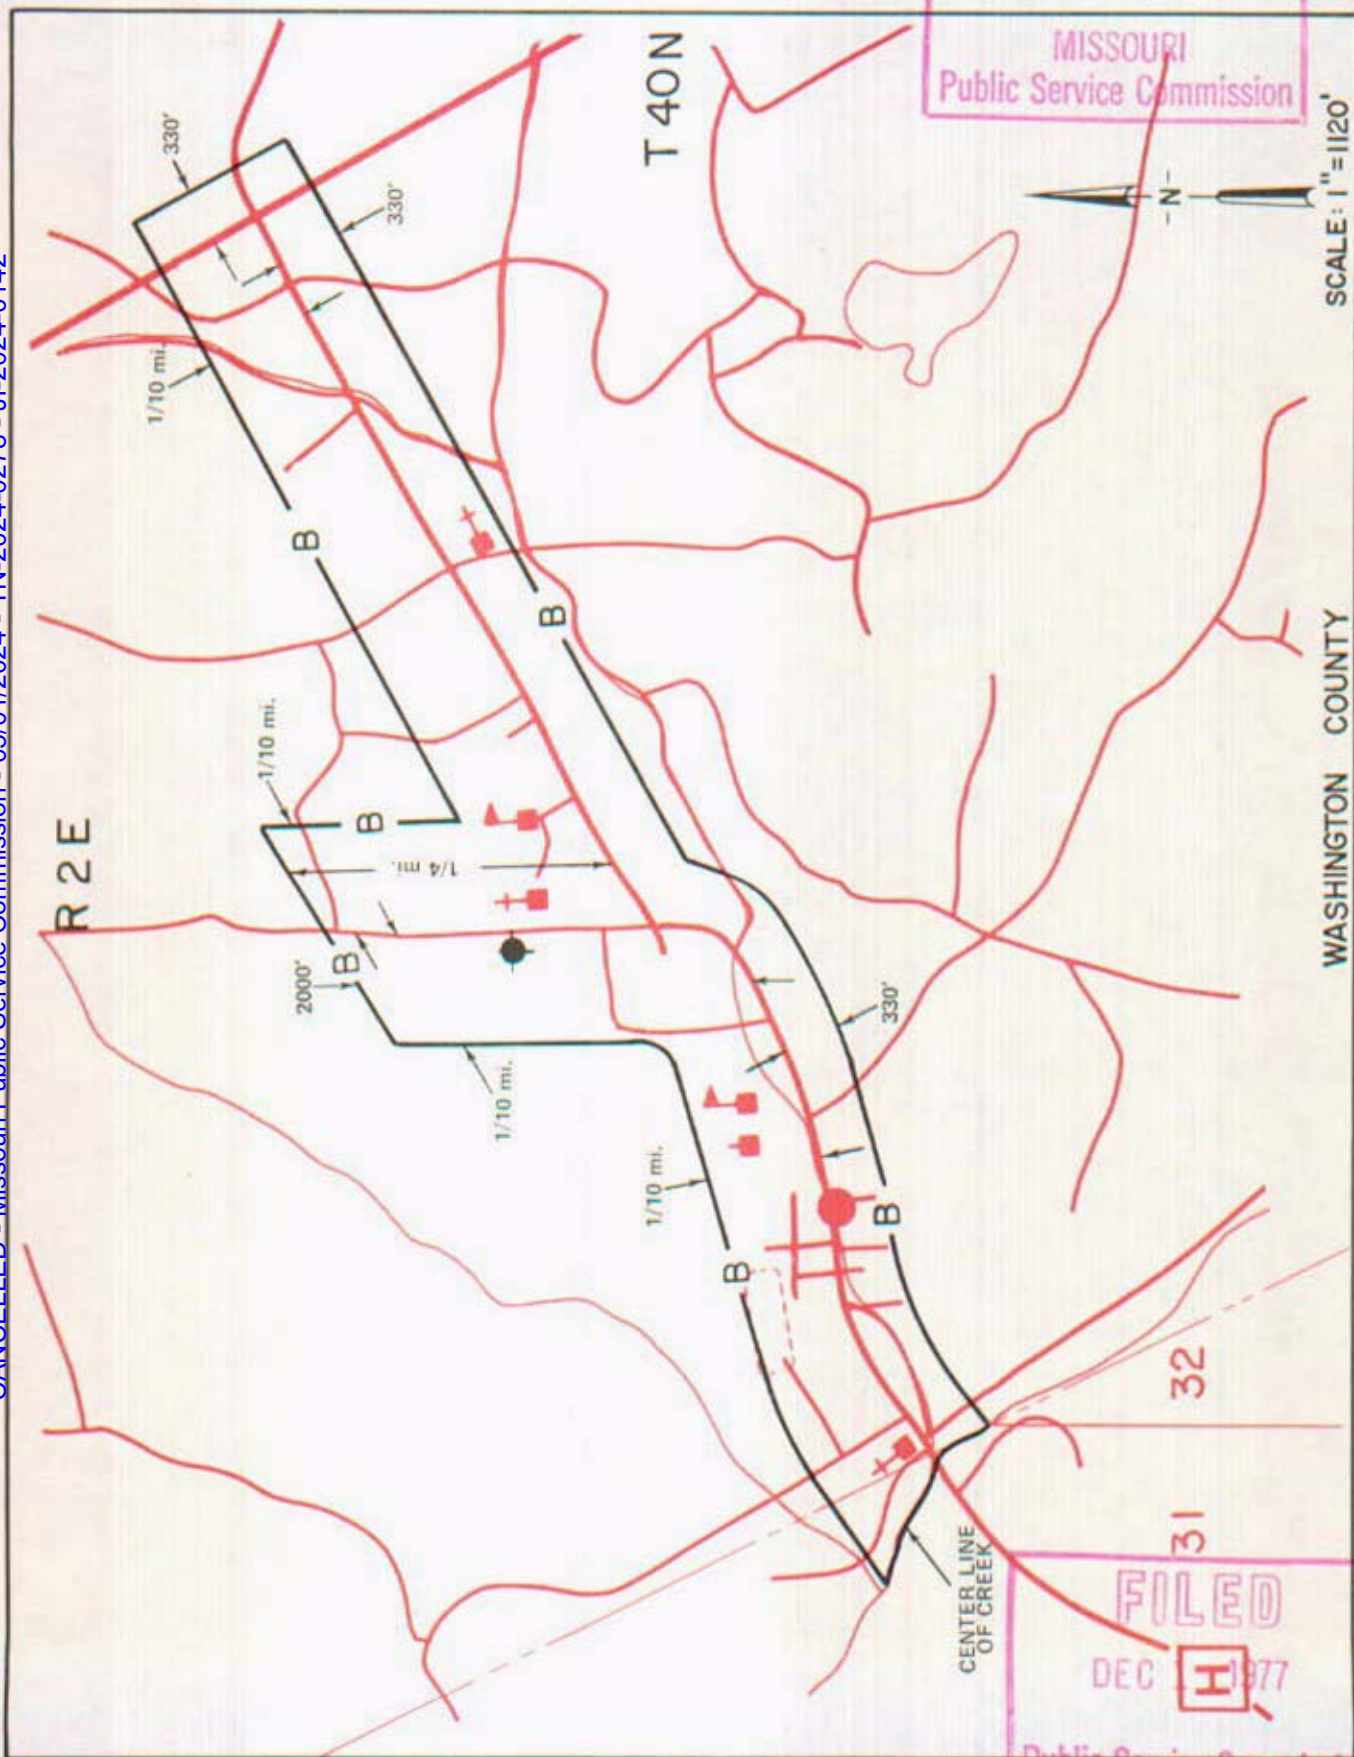 MISSOURI
Public Service Commission
T 40N
330'
330'
1/10 mi.
-N-
SCALE: 1"=1120'
B
B
R 2 E
1/10 mi.
B
1/4 mi.
B
2000'
1/10 mi.
330'
1/10 mi.
B
B
WASHINGTON COUNTY
32
31
CENTER LINE
OF CREEK
FILED
DEC 1977
H